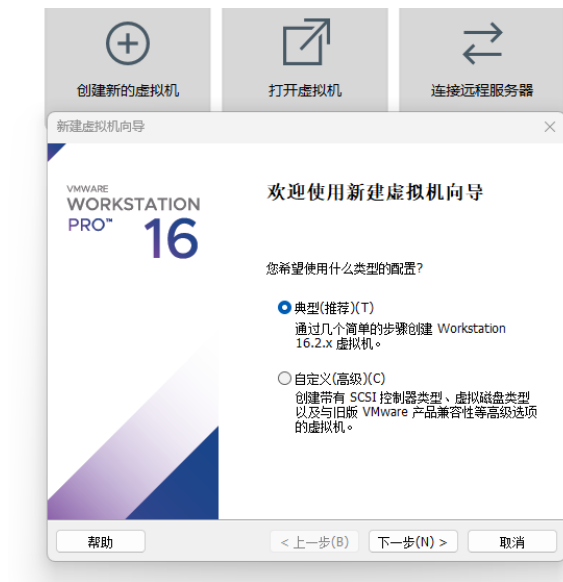 创建新的虚拟机
打开虚拟机
连接远程服务器
新建虚拟机向导
VMWARE
WORKSTATION
PRO™ 16
欢迎使用新建虚拟机向导
您希望使用什么类型的配置?
典型(推荐)(T)
通过几个简单的步骤创建 Workstation
16.2.x 虚拟机。
自定义(高级)(C)
创建带有 SCSI 控制器类型、虚拟磁盘类型
以及与旧版 VMware 产品兼容性等高级选项
的虚拟机。
帮助
< 上一步(B)
下一步(N) >
取消